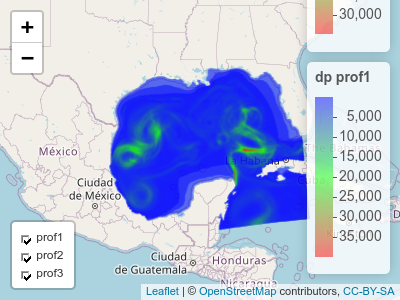 +
−
30,000
dp prof1
5,000
10,000
15,000
20,000
25,000
30,000
35,000
México
Ciudad
de México
La Habana
Ciudad
de Guatemala
Honduras
Nicaragua
prof1
prof2
prof3
Leaflet | © OpenStreetMap contributors, CC-BY-SA